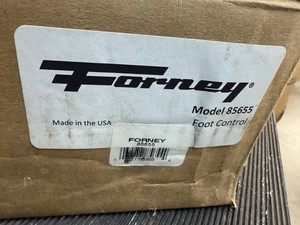 Forney®
Model 85655
Made in the USA
Foot Control
FORNEY
85655